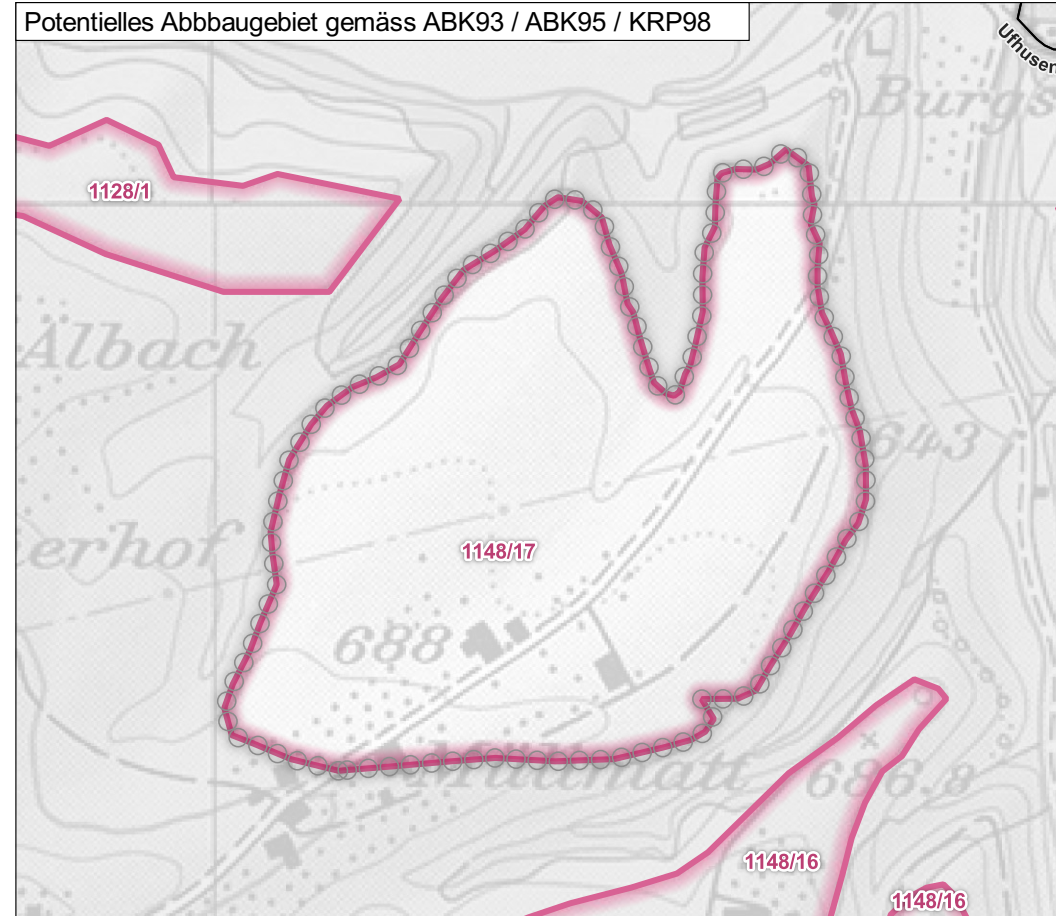 Potentielles Abbbaugebiet gemäss ABK93 / ABK95 / KRP98
Ufhusen
Burgs
1128/1
Älbach
643
erhof
1148/17
688
686.8
1148/16
1148/16